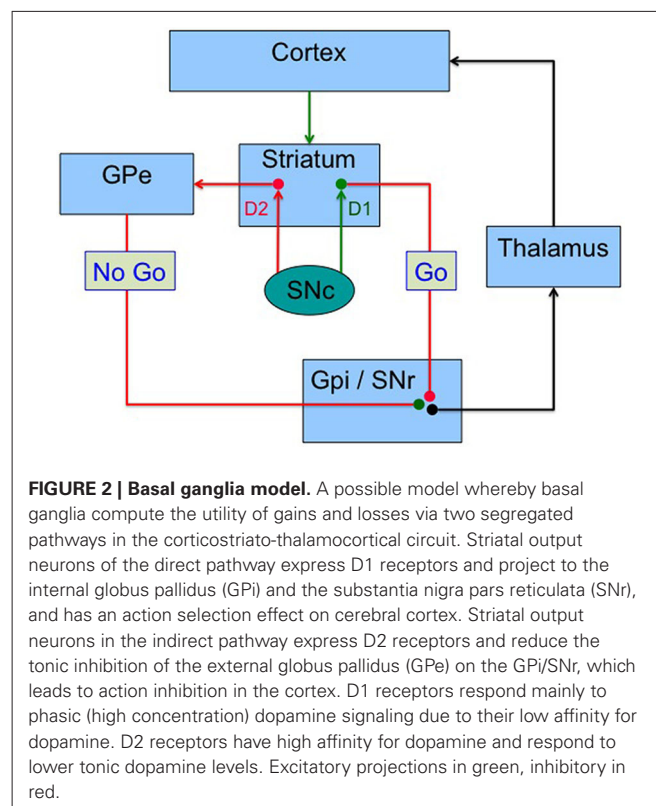 Cortex
Striatum
GPe
D2
D1
Thalamus
No Go
Go
SNc
Gpi / SNr
FIGURE 2 | Basal ganglia model. A possible model whereby basal
ganglia compute the utility of gains and losses via two segregated
pathways in the corticostriato-thalamocortical circuit. Striatal output
neurons of the direct pathway express D1 receptors and project to the
internal globus pallidus (GPi) and the substantia nigra pars reticulata (SNr),
and has an action selection effect on cerebral cortex. Striatal output
neurons in the indirect pathway express D2 receptors and reduce the
tonic inhibition of the external globus pallidus (GPe) on the GPi/SNr, which
leads to action inhibition in the cortex. D1 receptors respond mainly to
phasic (high concentration) dopamine signaling due to their low affinity for
dopamine. D2 receptors have high affinity for dopamine and respond to
lower tonic dopamine levels. Excitatory projections in green, inhibitory in
red.